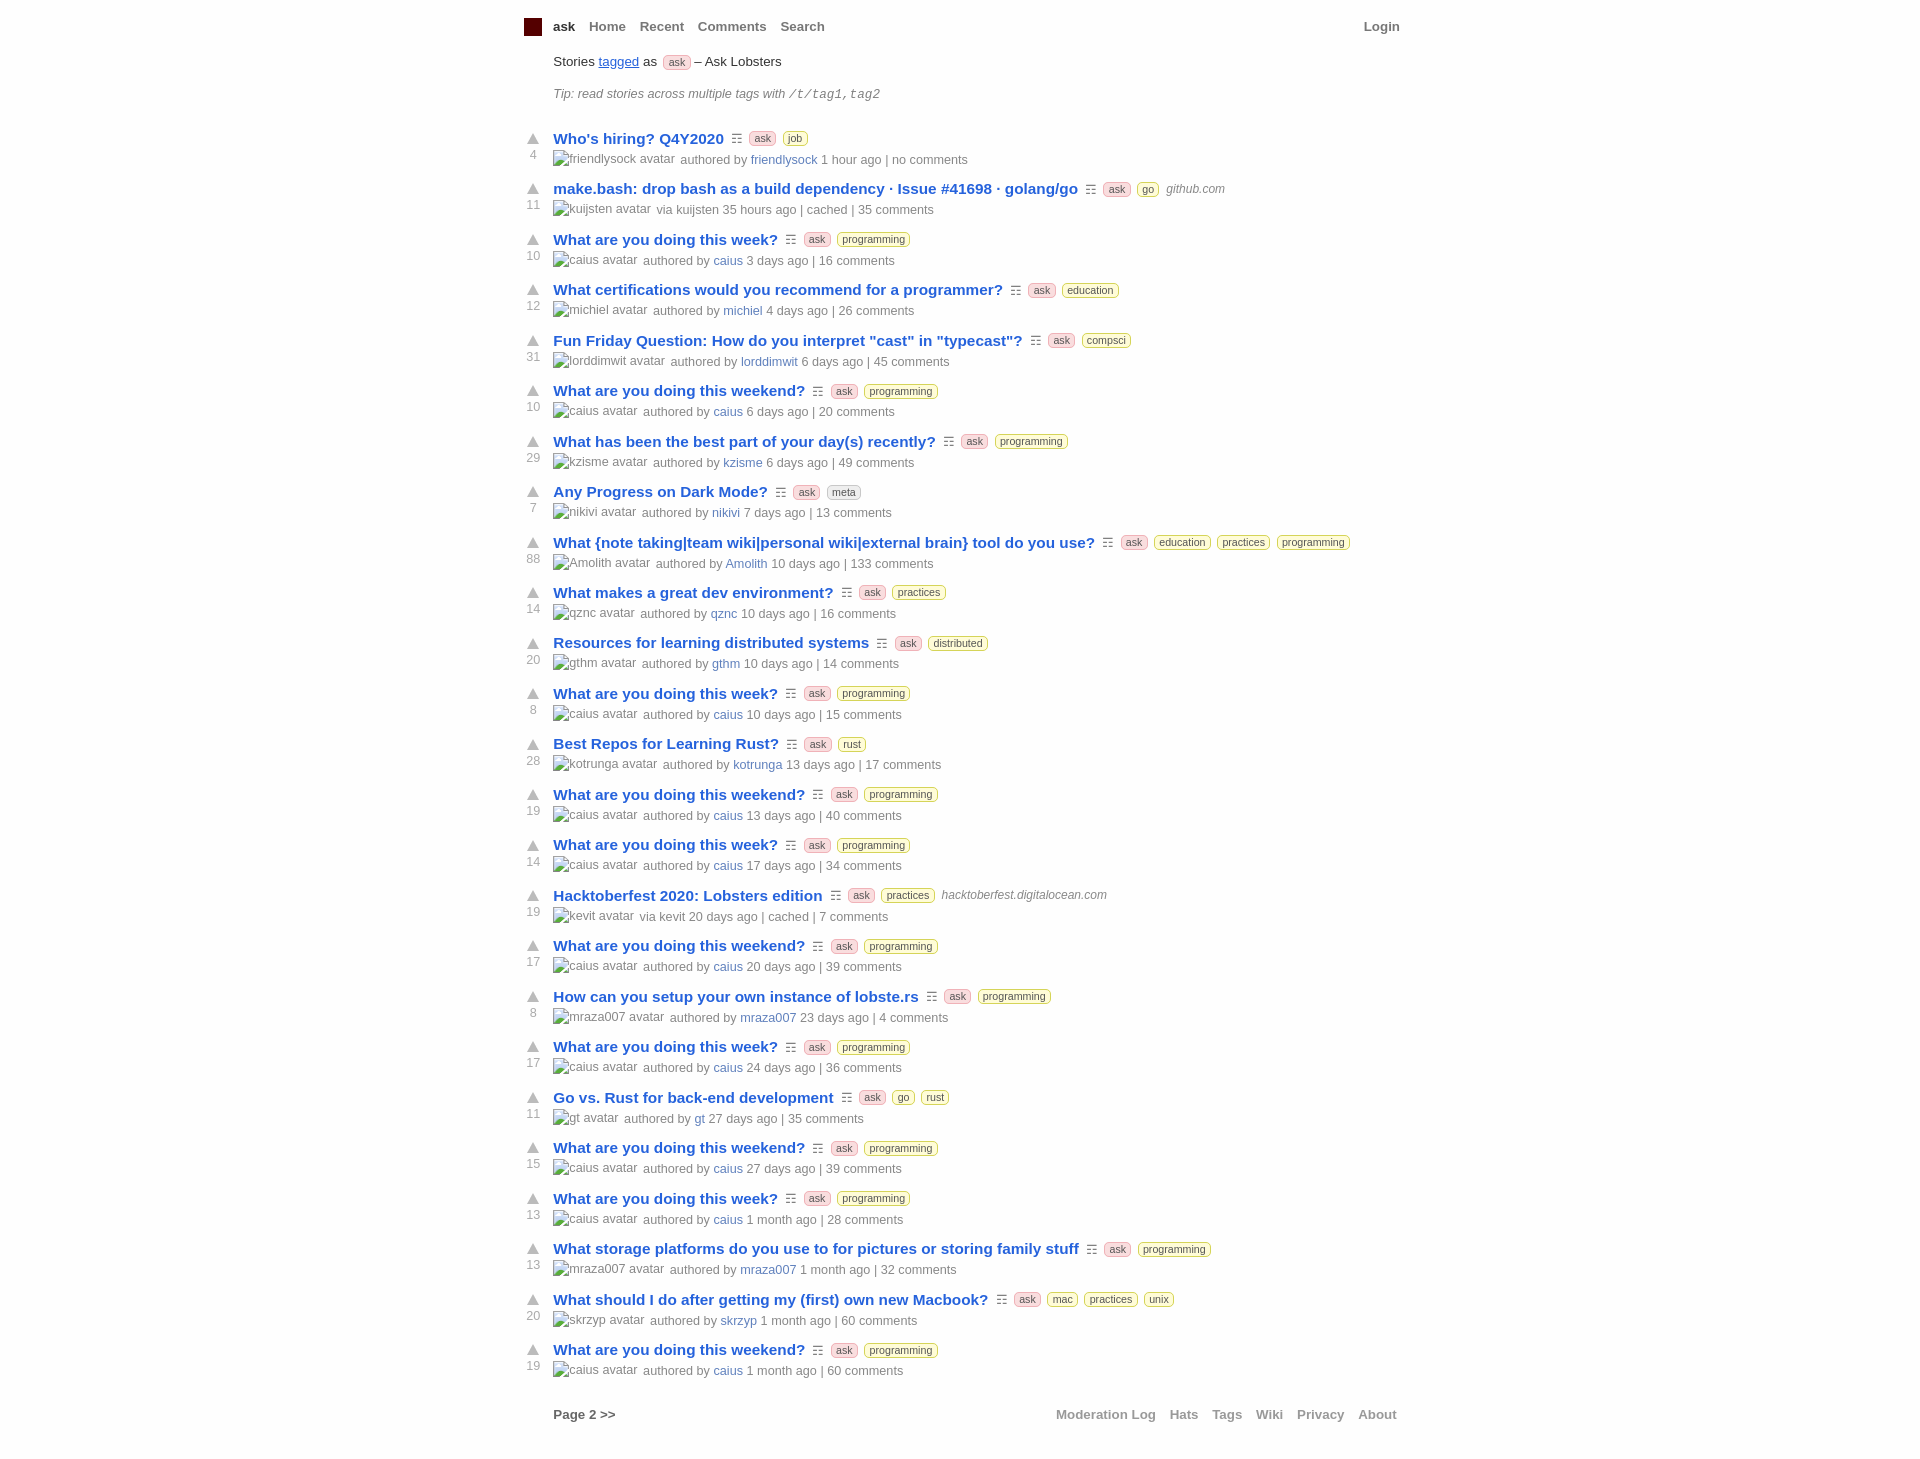 ask Home Recent Comments Search Login
Stories tagged as ask – Ask Lobsters
Tip: read stories across multiple tags with /t/tag1,tag2
Who's hiring? Q4Y2020 ☶ ask job
4 friendlysock avatar authored by friendlysock 1 hour ago | no comments
make.bash: drop bash as a build dependency · Issue #41698 · golang/go ☶ ask go github.com
11 kuijsten avatar via kuijsten 35 hours ago | cached | 35 comments
What are you doing this week? ☶ ask programming
10 caius avatar authored by caius 3 days ago | 16 comments
What certifications would you recommend for a programmer? ☶ ask education
12 michiel avatar authored by michiel 4 days ago | 26 comments
Fun Friday Question: How do you interpret "cast" in "typecast"? ☶ ask compsci
31 lorddimwit avatar authored by lorddimwit 6 days ago | 45 comments
What are you doing this weekend? ☶ ask programming
10 caius avatar authored by caius 6 days ago | 20 comments
What has been the best part of your day(s) recently? ☶ ask programming
29 kzisme avatar authored by kzisme 6 days ago | 49 comments
Any Progress on Dark Mode? ☶ ask meta
7 nikivi avatar authored by nikivi 7 days ago | 13 comments
What {note taking|team wiki|personal wiki|external brain} tool do you use? ☶ ask education practices programming
88 Amolith avatar authored by Amolith 10 days ago | 133 comments
What makes a great dev environment? ☶ ask practices
14 qznc avatar authored by qznc 10 days ago | 16 comments
Resources for learning distributed systems ☶ ask distributed
20 gthm avatar authored by gthm 10 days ago | 14 comments
What are you doing this week? ☶ ask programming
8 caius avatar authored by caius 10 days ago | 15 comments
Best Repos for Learning Rust? ☶ ask rust
28 kotrunga avatar authored by kotrunga 13 days ago | 17 comments
What are you doing this weekend? ☶ ask programming
19 caius avatar authored by caius 13 days ago | 40 comments
What are you doing this week? ☶ ask programming
14 caius avatar authored by caius 17 days ago | 34 comments
Hacktoberfest 2020: Lobsters edition ☶ ask practices hacktoberfest.digitalocean.com
19 kevit avatar via kevit 20 days ago | cached | 7 comments
What are you doing this weekend? ☶ ask programming
17 caius avatar authored by caius 20 days ago | 39 comments
How can you setup your own instance of lobste.rs ☶ ask programming
8 mraza007 avatar authored by mraza007 23 days ago | 4 comments
What are you doing this week? ☶ ask programming
17 caius avatar authored by caius 24 days ago | 36 comments
Go vs. Rust for back-end development ☶ ask go rust
11 gt avatar authored by gt 27 days ago | 35 comments
What are you doing this weekend? ☶ ask programming
15 caius avatar authored by caius 27 days ago | 39 comments
What are you doing this week? ☶ ask programming
13 caius avatar authored by caius 1 month ago | 28 comments
What storage platforms do you use to for pictures or storing family stuff ☶ ask programming
13 mraza007 avatar authored by mraza007 1 month ago | 32 comments
What should I do after getting my (first) own new Macbook? ☶ ask mac practices unix
20 skrzyp avatar authored by skrzyp 1 month ago | 60 comments
What are you doing this weekend? ☶ ask programming
19 caius avatar authored by caius 1 month ago | 60 comments
Page 2 >> Moderation Log Hats Tags Wiki Privacy About